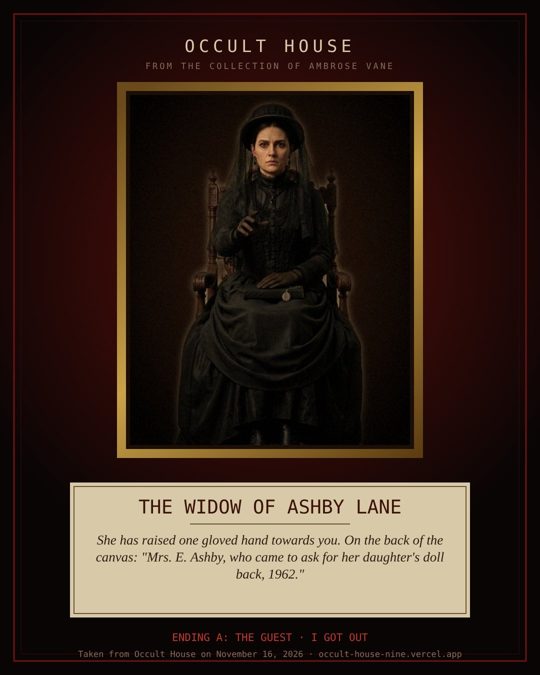 OCCULT HOUSE
FROM THE COLLECTION OF AMBROSE VANE
THE WIDOW OF ASHBY LANE
She has raised one gloved hand towards you. On the back of the
canvas: "Mrs. E. Ashby, who came to ask for her daughter's doll
back, 1962."
ENDING A: THE GUEST · I GOT OUT
Taken from Occult House on November 16, 2026 · occult-house-nine.vercel.app